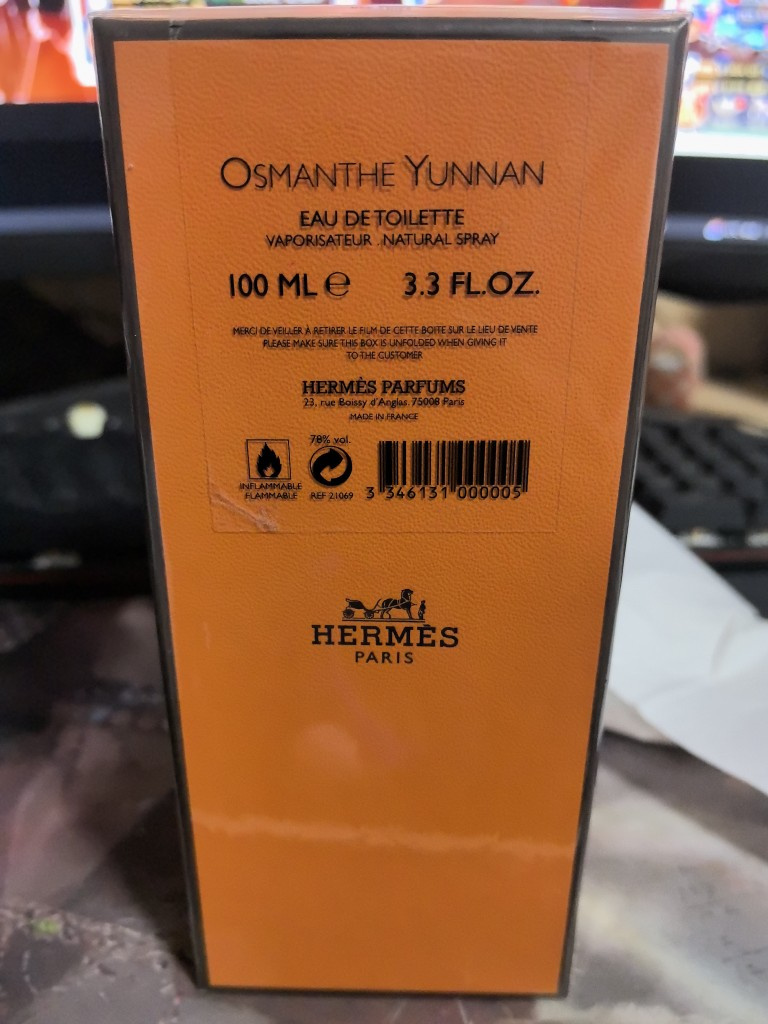 OSMANTHE YUNNAN
EAU DE TOILETTE
VAPORISATEUR . NATURAL SPRAY
100 ML ℮ 3.3 FL.OZ.
MERCI DE VEILLER À RETIRER LE FILM DE CETTE BOITE SUR LE LIEU DE VENTE
PLEASE MAKE SURE THIS BOX IS UNFOLDED WHEN GIVING IT
TO THE CUSTOMER
HERMÈS PARFUMS
23, rue Boissy d'Anglas. 75008 Paris
MADE IN FRANCE
78% vol.
INFLAMMABLE
FLAMMABLE
REF 21069
3 346131 000005
HERMÈS
PARIS